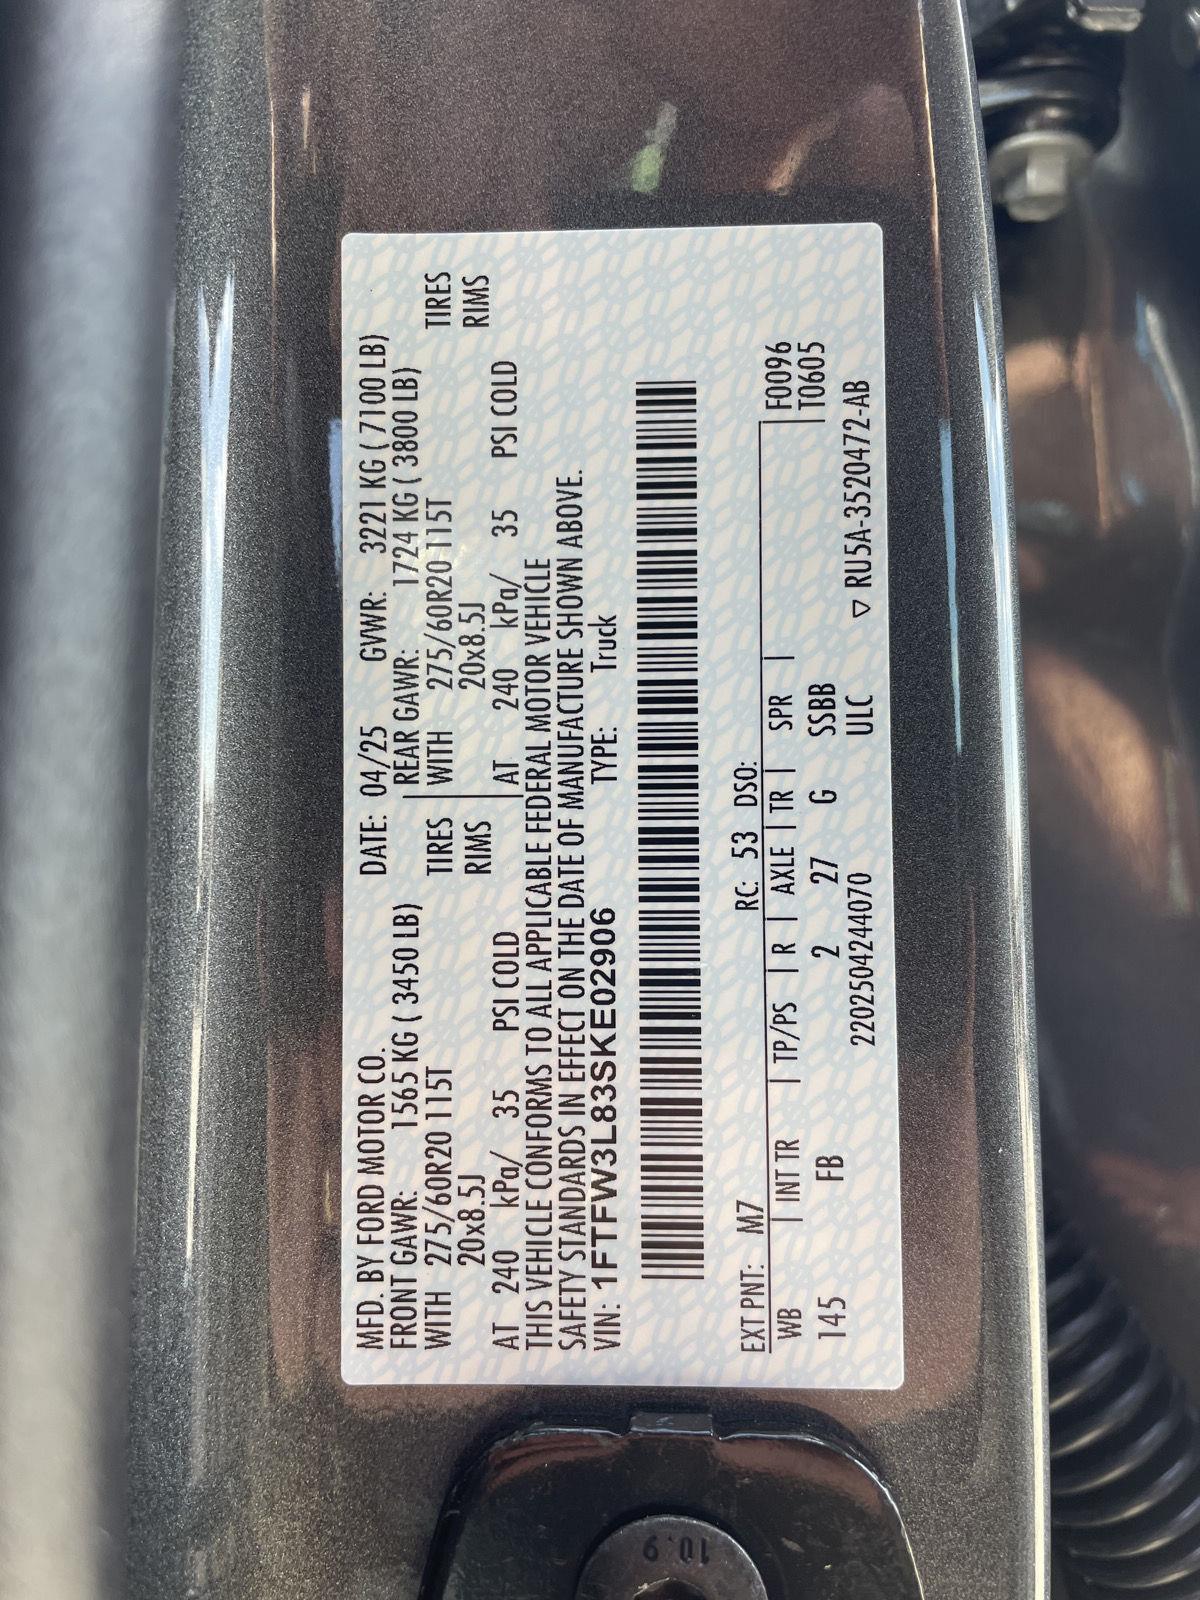 MFD. BY FORD MOTOR CO. DATE: 04/25 GVWR: 3221 KG ( 7100 LB)
FRONT GAWR: 1565 KG ( 3450 LB) REAR GAWR: 1724 KG ( 3800 LB)
WITH 275/60R20 115T TIRES WITH 275/60R20 115T TIRES
20x8.5J RIMS 20x8.5J RIMS
AT 240 kPa/ 35 PSI COLD AT 240 kPa/ 35 PSI COLD
THIS VEHICLE CONFORMS TO ALL APPLICABLE FEDERAL MOTOR VEHICLE
SAFETY STANDARDS IN EFFECT ON THE DATE OF MANUFACTURE SHOWN ABOVE.
VIN: 1FTFW3L83SKE02906 TYPE: Truck
EXT PNT: M7 RC: 53 DSO:
WB | INT TR | TP/PS | R | AXLE | TR | SPR | F0096
T0605
145 FB 2 27 G SSBB
2202504244070 ULC ▽ RU5A-3520472-AB
10.9